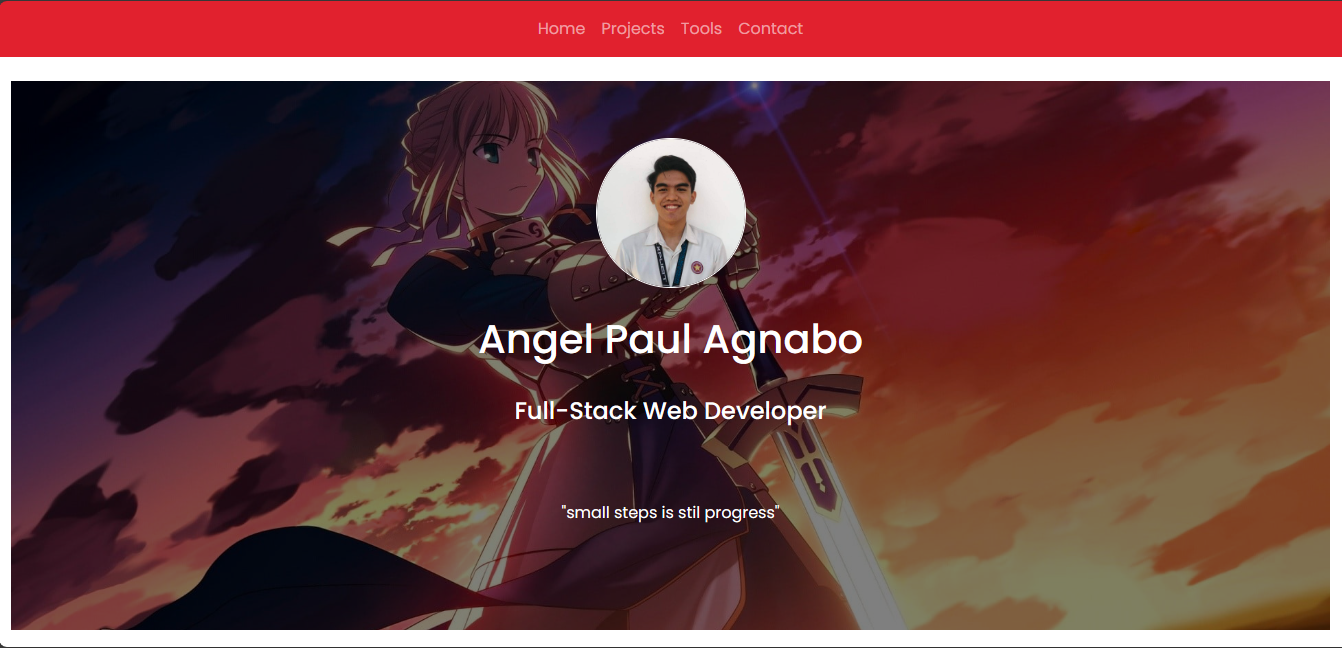 Home Projects Tools Contact
Angel Paul Agnabo
Full-Stack Web Developer
"small steps is stil progress"